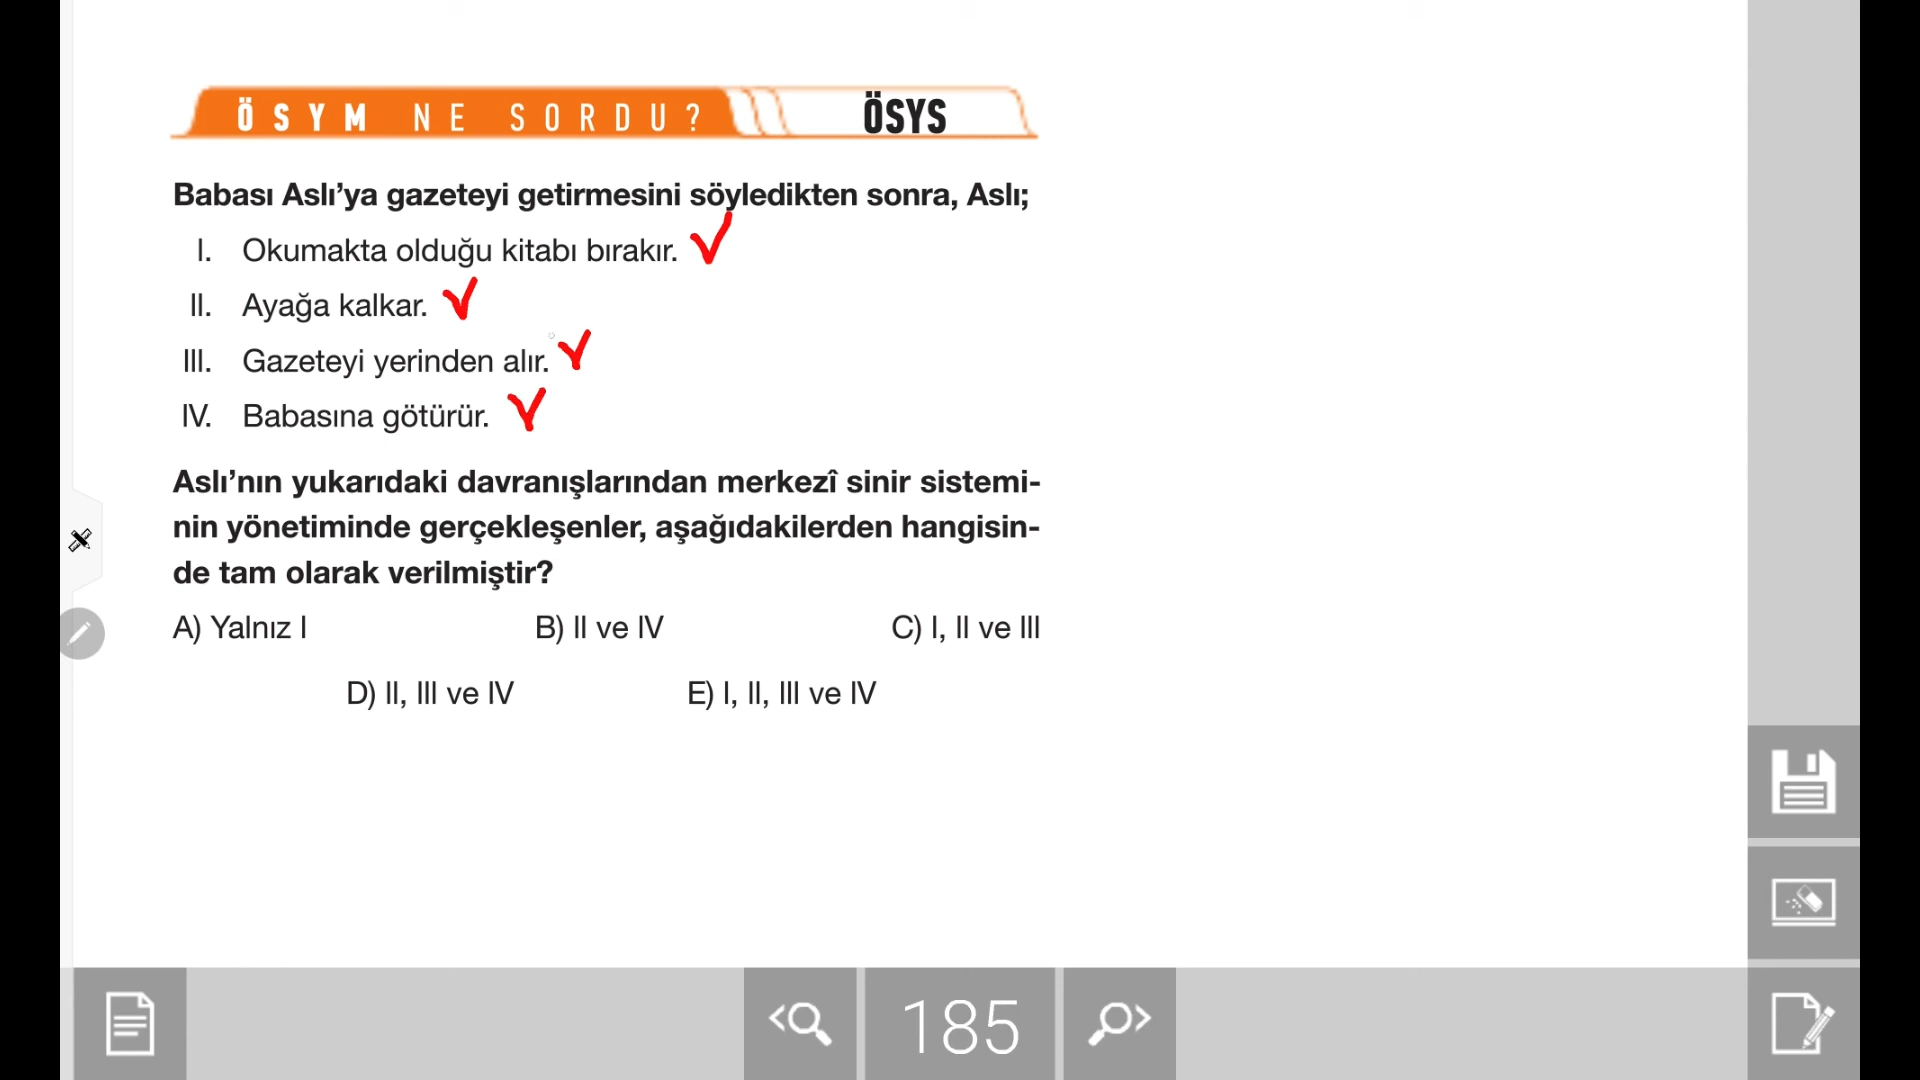 ÖSYM NE SORDU? ÖSYS
Babası Aslı’ya gazeteyi getirmesini söyledikten sonra, Aslı;
I. Okumakta olduğu kitabı bırakır.
II. Ayağa kalkar.
III. Gazeteyi yerinden alır.
IV. Babasına götürür.
Aslı’nın yukarıdaki davranışlarından merkezî sinir sistemi-
nin yönetiminde gerçekleşenler, aşağıdakilerden hangisin-
de tam olarak verilmiştir?
A) Yalnız I B) II ve IV C) I, II ve III
D) II, III ve IV E) I, II, III ve IV
185